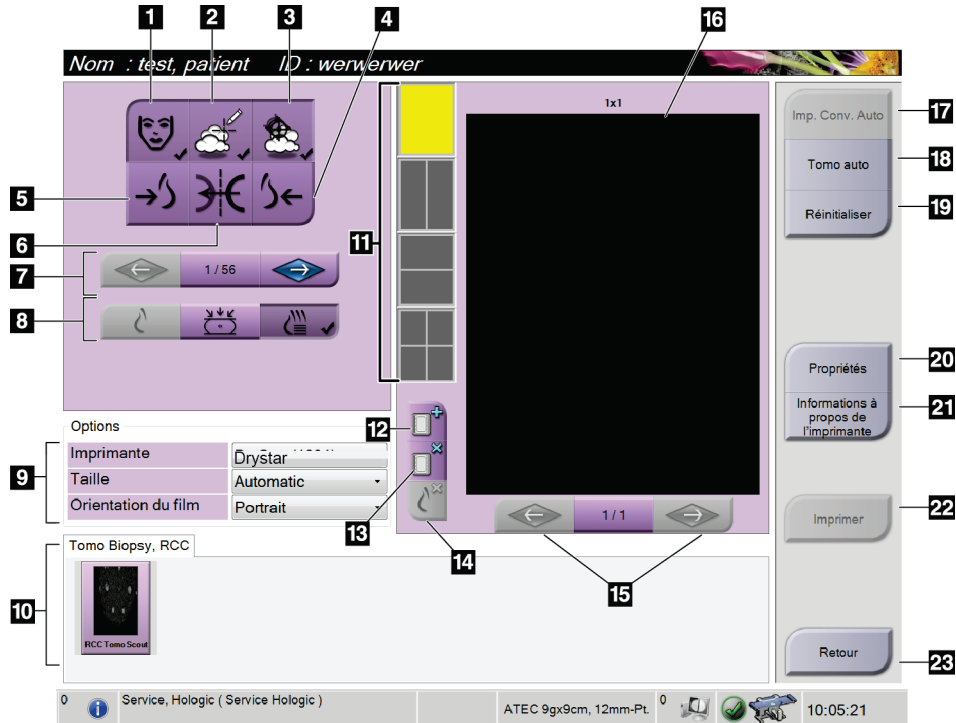 1
2
3
4
16
Nom : test, patient ID : werwerwer
1x1
Imp. Conv. Auto
17
Tomo auto
18
Réinitialiser
19
5
6
11
7
1 / 56
8
Propriétés
20
Informations à
propos de
l'imprimante
21
Options
12
9
Imprimante
DryStar
Taille
Automatic
Orientation du film
Portrait
13
14
1 / 1
15
Imprimer
22
Tomo Biopsy, RCC
10
RCC Tomo Scout
Retour
23
0
Service, Hologic ( Service Hologic )
ATEC 9gx9cm, 12mm-Pt.
0
10:05:21